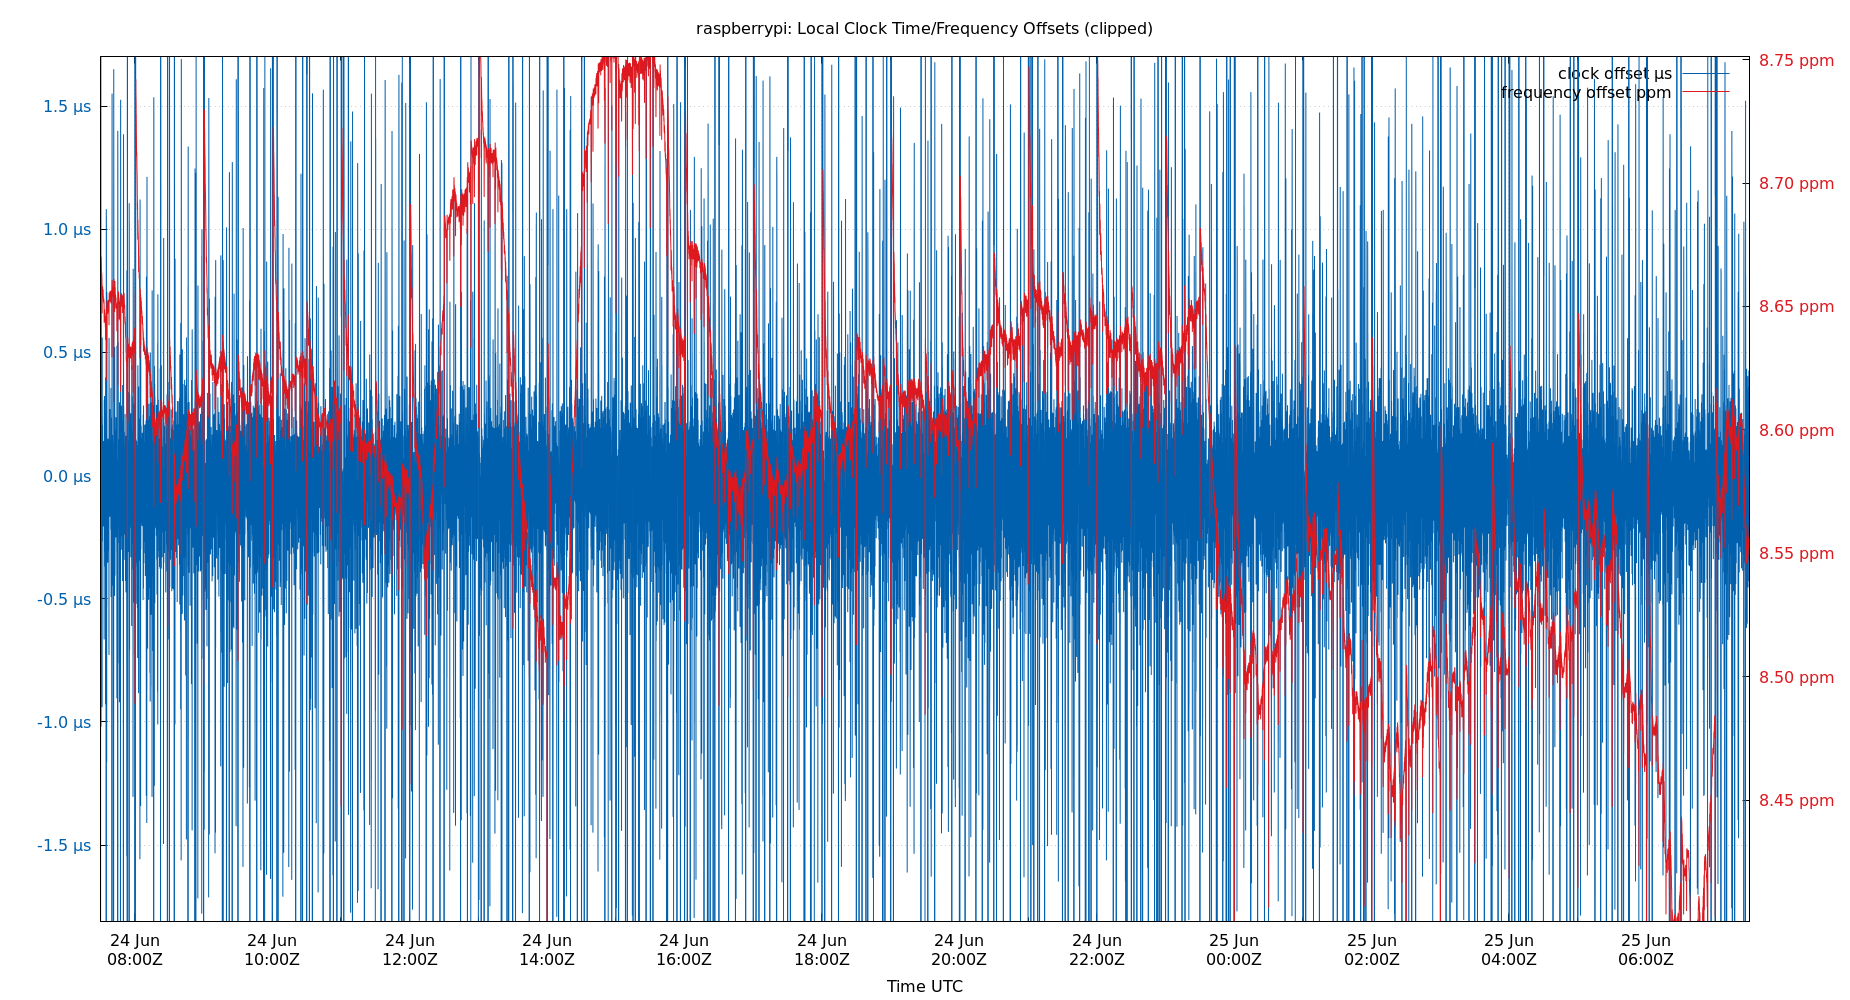 raspberrypi: Local Clock Time/Frequency Offsets (clipped)
clock offset µs
frequency offset ppm
1.5 µs
1.0 µs
0.5 µs
0.0 µs
-0.5 µs
-1.0 µs
-1.5 µs
8.75 ppm
8.70 ppm
8.65 ppm
8.60 ppm
8.55 ppm
8.50 ppm
8.45 ppm
24 Jun 24 Jun 24 Jun 24 Jun 24 Jun 24 Jun 24 Jun 24 Jun 25 Jun 25 Jun 25 Jun 25 Jun
08:00Z 10:00Z 12:00Z 14:00Z 16:00Z 18:00Z 20:00Z 22:00Z 00:00Z 02:00Z 04:00Z 06:00Z
Time UTC